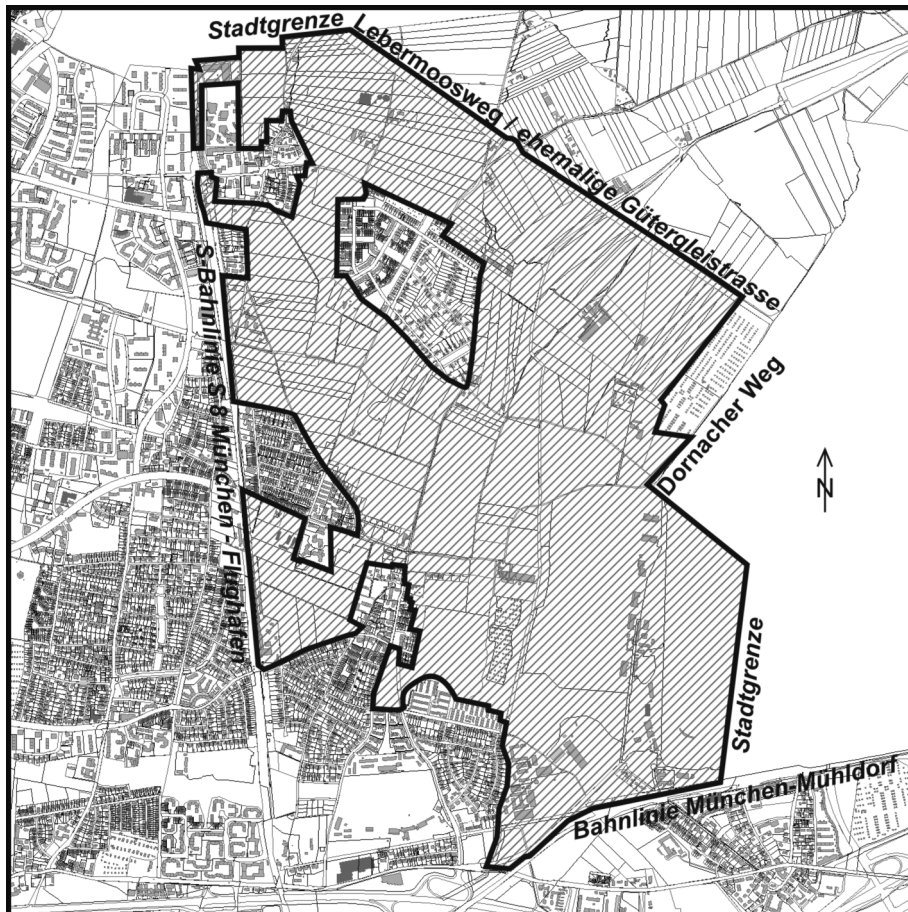 Stadtgrenze
Lebermoosweg / ehemalige Gütergleistrasse
S-Bahnlinie S 8 München - Flughafen
Dornacher Weg
N
Stadtgrenze
Bahnlinie München-Mühldorf